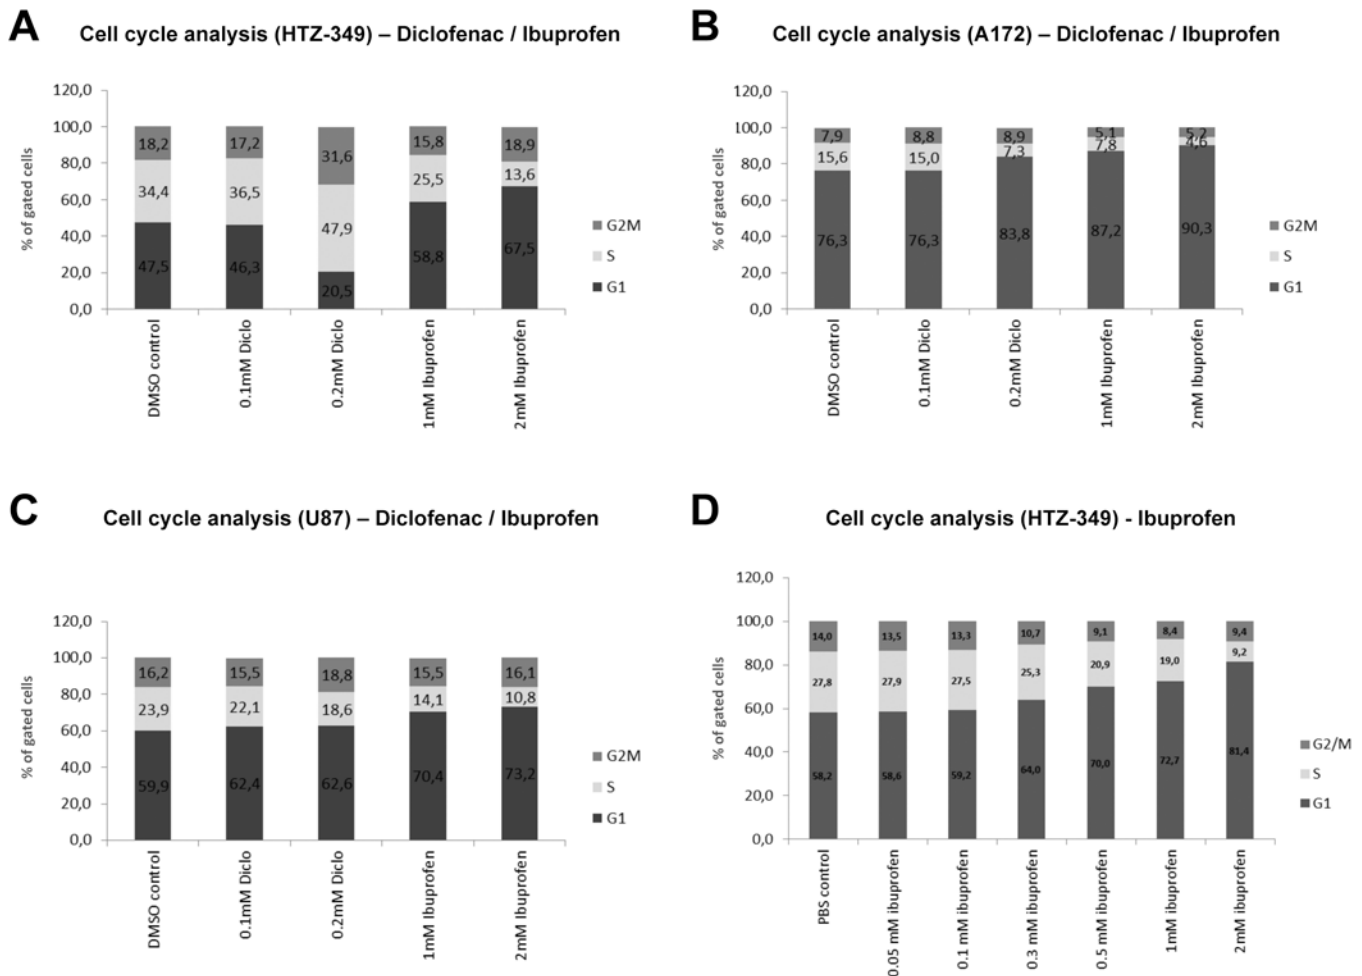 A
Cell cycle analysis (HTZ-349) – Diclofenac / Ibuprofen
% of gated cells
120,0
100,0
80,0
60,0
40,0
20,0
0,0
18,2
17,2
31,6
15,8
18,9
34,4
36,5
47,9
25,5
13,6
47,5
46,3
20,5
58,8
67,5
G2M
S
G1
DMSO control
0.1mM Diclo
0.2mM Diclo
1mM Ibuprofen
2mM Ibuprofen
B
Cell cycle analysis (A172) – Diclofenac / Ibuprofen
% of gated cells
120,0
100,0
80,0
60,0
40,0
20,0
0,0
7,9
8,8
8,9
5,1
5,2
15,6
15,0
7,3
7,8
4,6
76,3
76,3
83,8
87,2
90,3
G2M
S
G1
DMSO control
0.1mM Diclo
0.2mM Diclo
1mM Ibuprofen
2mM Ibuprofen
C
Cell cycle analysis (U87) – Diclofenac / Ibuprofen
% of gated cells
120,0
100,0
80,0
60,0
40,0
20,0
0,0
16,2
15,5
18,8
15,5
16,1
23,9
22,1
18,6
14,1
10,8
59,9
62,4
62,6
70,4
73,2
G2M
S
G1
DMSO control
0.1mM Diclo
0.2mM Diclo
1mM Ibuprofen
2mM Ibuprofen
D
Cell cycle analysis (HTZ-349) - Ibuprofen
% of gated cells
120,0
100,0
80,0
60,0
40,0
20,0
0,0
14,0
13,5
13,3
10,7
9,1
8,4
9,4
27,8
27,9
27,5
25,3
20,9
19,0
9,2
58,2
58,6
59,2
64,0
70,0
72,7
81,4
G2/M
S
G1
PBS control
0.05 mM ibuprofen
0.1 mM ibuprofen
0.3 mM ibuprofen
0.5 mM ibuprofen
1mM ibuprofen
2mM ibuprofen